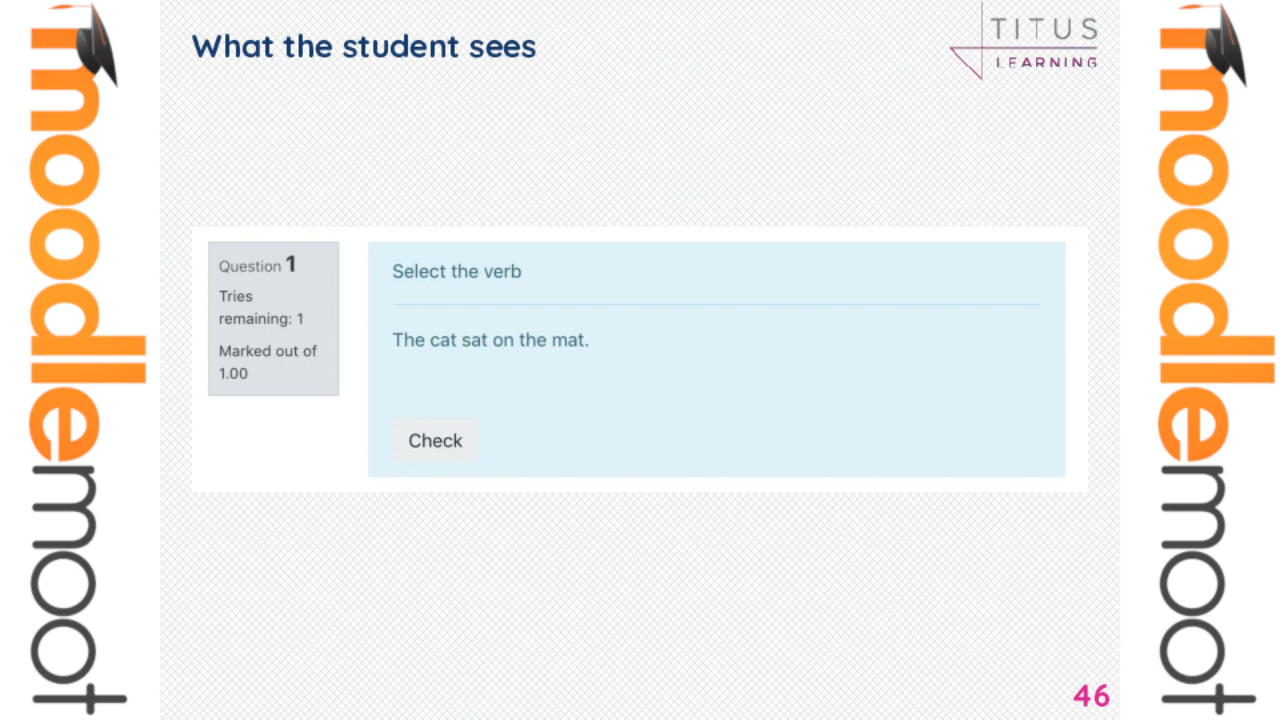 moodlemoot
What the student sees
TITUS
LEARNING
Question 1
Tries
remaining: 1
Marked out of
1.00
Select the verb
The cat sat on the mat.
Check
46
moodlemoot